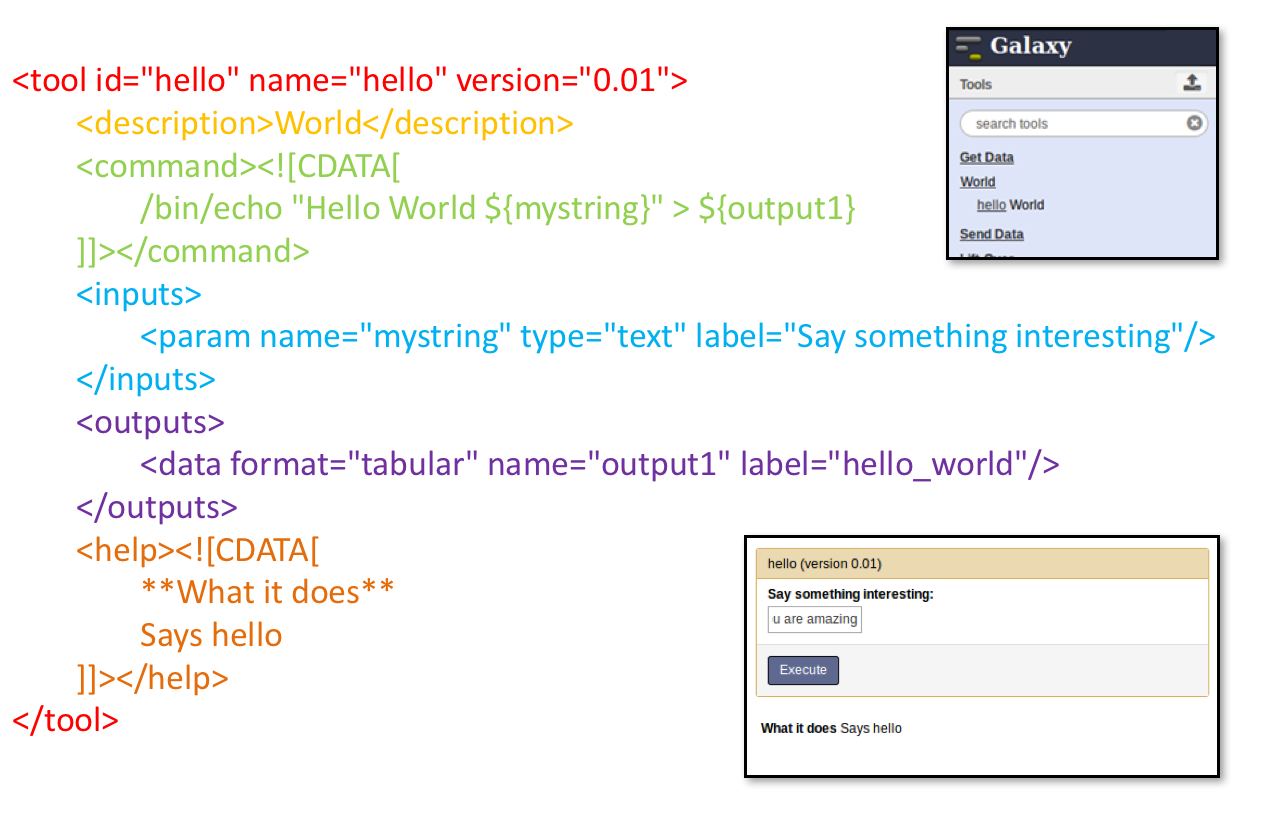 <tool id="hello" name="hello" version="0.01">
<description>World</description>
<command><![CDATA[
/bin/echo "Hello World ${mystring}" > ${output1}
]]></command>
<inputs>
<param name="mystring" type="text" label="Say something interesting"/>
</inputs>
<outputs>
<data format="tabular" name="output1" label="hello_world"/>
</outputs>
<help><![CDATA[
**What it does**
Says hello
]]></help>
</tool>
Galaxy
Tools
search tools
Get Data
World
hello World
Send Data
hello (version 0.01)
Say something interesting:
u are amazing
Execute
What it does Says hello